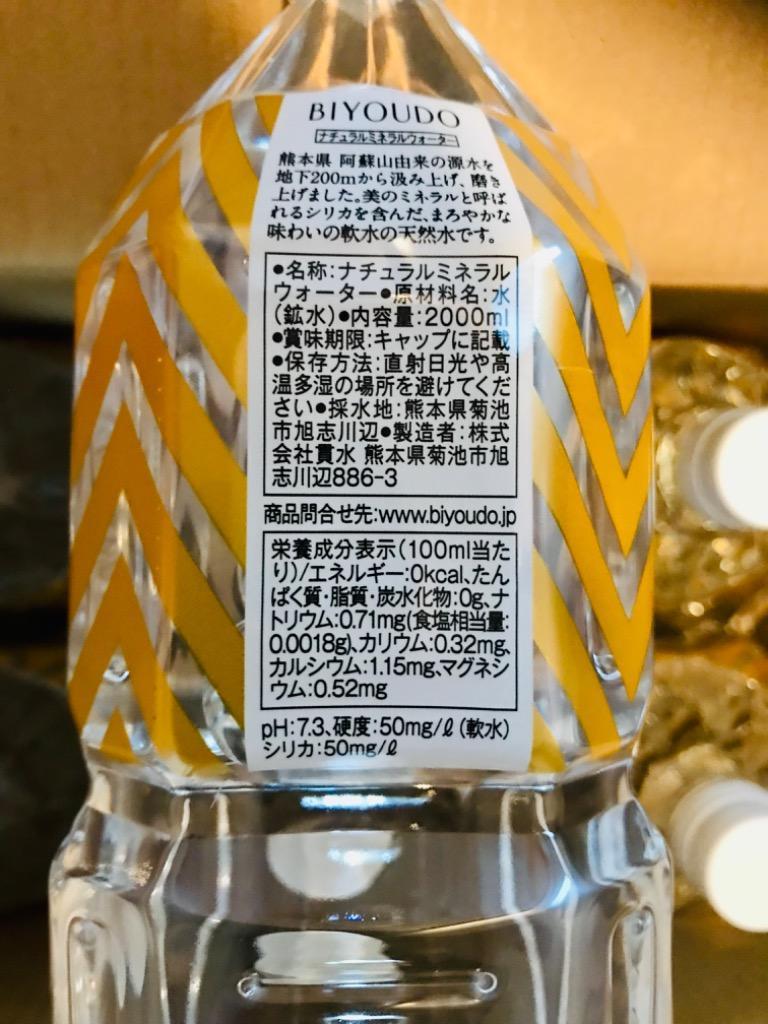 BIYOUDO
ナチュラルミネラルウォーター
熊本県 阿蘇山由来の源水を
地下200mから汲み上げ、磨き
上げました。美のミネラルと呼ば
れるシリカを含んだ、まろやかな
味わいの軟水の天然水です。
●名称:ナチュラルミネラル
ウォーター●原材料名:水
(鉱水)●内容量:2000ml
●賞味期限:キャップに記載
●保存方法:直射日光や高
温多湿の場所を避けてくだ
さい●採水地:熊本県菊池
市旭志川辺●製造者:株式
会社貫水 熊本県菊池市旭
志川辺886-3
商品問合せ先:www.biyoudo.jp
栄養成分表示(100ml当た
り)/エネルギー:0kcal、たん
ぱく質・脂質・炭水化物:0g、ナ
トリウム:0.71mg(食塩相当量:
0.0018g)、カリウム:0.32mg、
カルシウム:1.15mg、マグネシ
ウム:0.52mg
pH:7.3、硬度:50mg/ℓ(軟水)
シリカ:50mg/ℓ